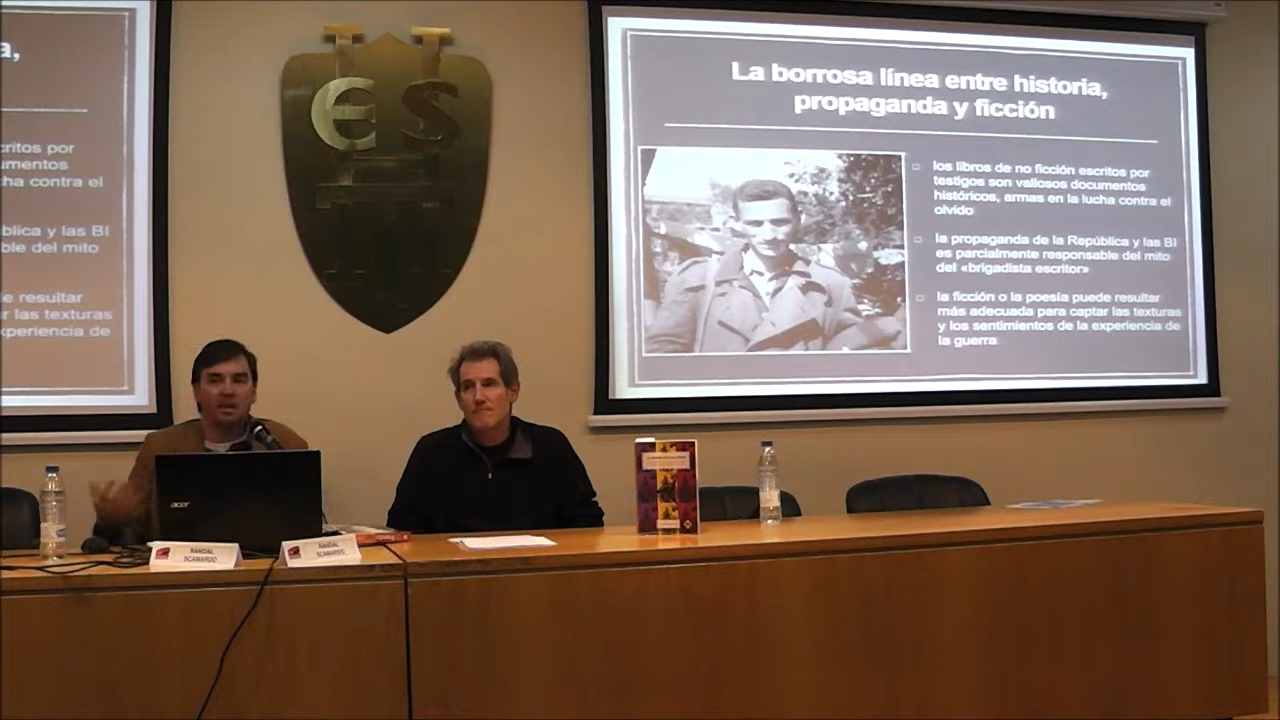 a,
critos por
umentos
cha contra el
blica y las BI
ble del mito
e resultar
r las texturas
xperiencia de
ES
La borrosa línea entre historia,
propaganda y ficción
los libros de no ficción escritos por
testigos son valiosos documentos
históricos, armas en la lucha contra el
olvido
la propaganda de la República y las BI
es parcialmente responsable del mito
del «brigadista escritor»
la ficción o la poesía puede resultar
más adecuada para captar las texturas
y los sentimientos de la experiencia de
la guerra
acer
RANDAL
SCAMARDO
RANDAL
SCAMARDO